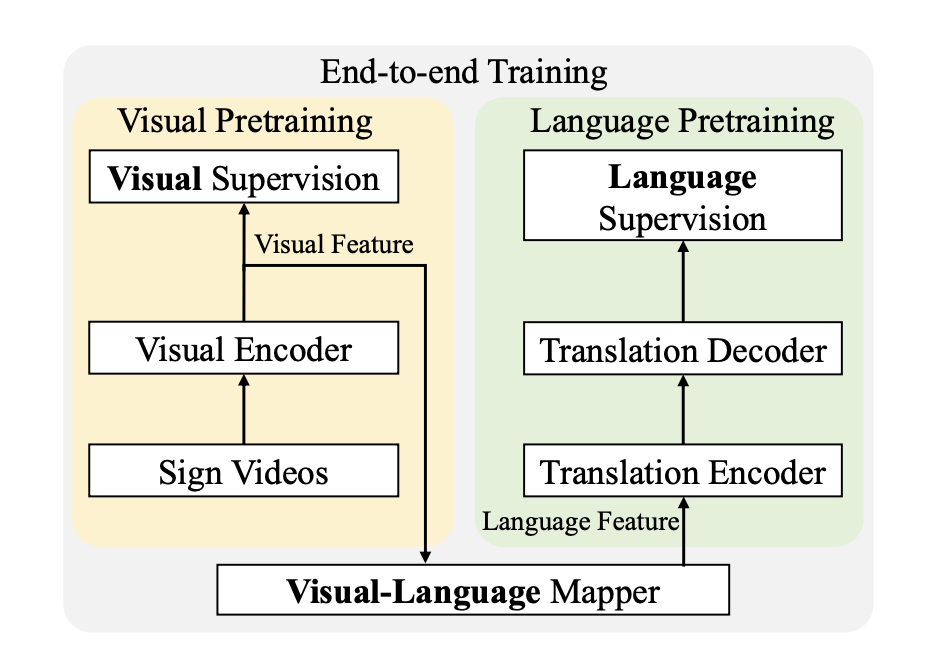 End-to-end Training
Visual Pretraining
Visual Supervision
Visual Feature
Visual Encoder
Sign Videos
Language Pretraining
Language
Supervision
Translation Decoder
Translation Encoder
Language Feature
Visual-Language Mapper